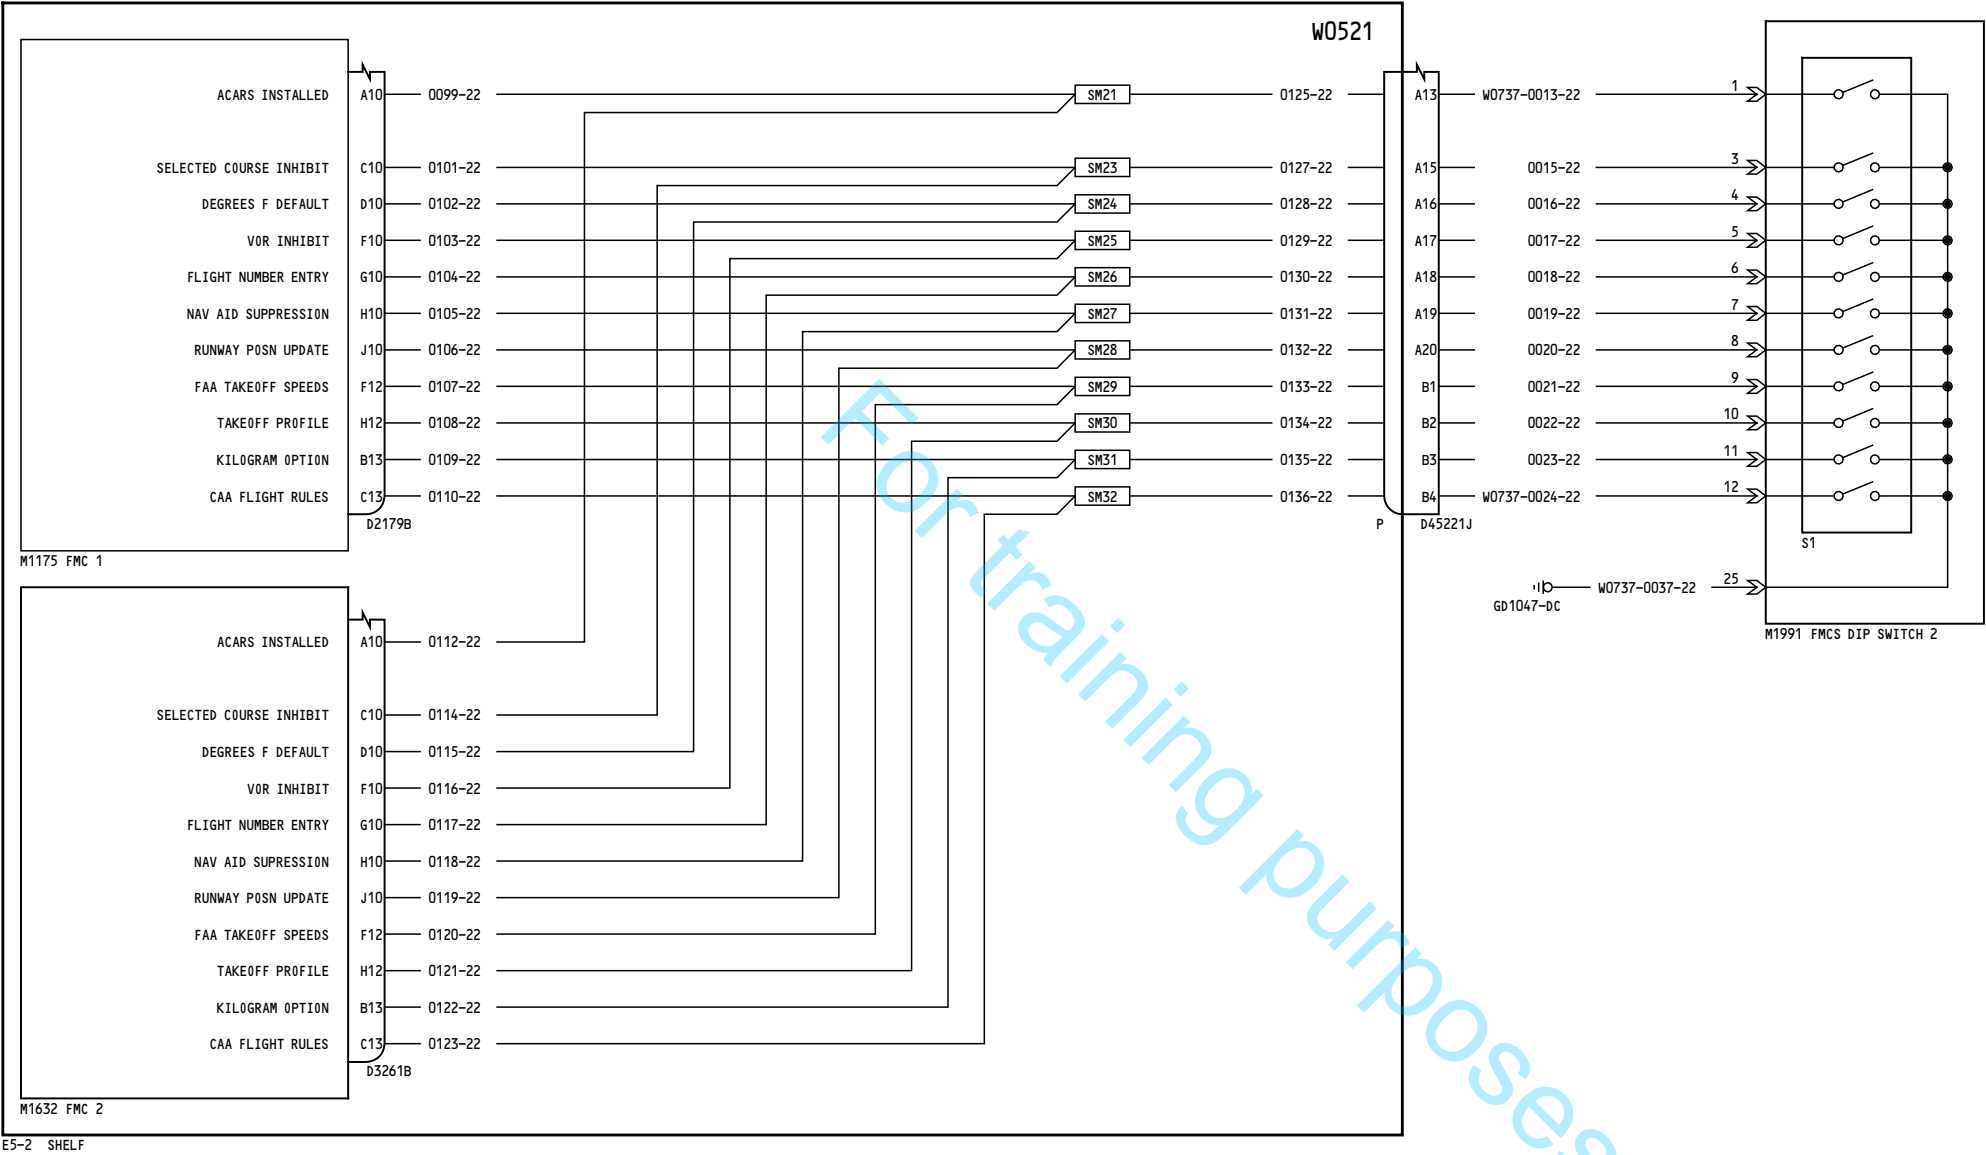 W0521
ACARS INSTALLED A10 0099-22 SM21 0125-22 A13 W0737-0013-22 1
SELECTED COURSE INHIBIT C10 0101-22 SM23 0127-22 A15 0015-22 3
DEGREES F DEFAULT D10 0102-22 SM24 0128-22 A16 0016-22 4
VOR INHIBIT F10 0103-22 SM25 0129-22 A17 0017-22 5
FLIGHT NUMBER ENTRY G10 0104-22 SM26 0130-22 A18 0018-22 6
NAV AID SUPPRESSION H10 0105-22 SM27 0131-22 A19 0019-22 7
RUNWAY POSN UPDATE J10 0106-22 SM28 0132-22 A20 0020-22 8
FAA TAKEOFF SPEEDS F12 0107-22 SM29 0133-22 B1 0021-22 9
TAKEOFF PROFILE H12 0108-22 SM30 0134-22 B2 0022-22 10
KILOGRAM OPTION B13 0109-22 SM31 0135-22 B3 0023-22 11
CAA FLIGHT RULES C13 0110-22 SM32 0136-22 B4 W0737-0024-22 12
D2179B P D45221J
S1
M1175 FMC 1
W0737-0037-22 25
GD1047-DC
M1991 FMCS DIP SWITCH 2
ACARS INSTALLED A10 0112-22
SELECTED COURSE INHIBIT C10 0114-22
DEGREES F DEFAULT D10 0115-22
VOR INHIBIT F10 0116-22
FLIGHT NUMBER ENTRY G10 0117-22
NAV AID SUPRESSION H10 0118-22
RUNWAY POSN UPDATE J10 0119-22
FAA TAKEOFF SPEEDS F12 0120-22
TAKEOFF PROFILE H12 0121-22
KILOGRAM OPTION B13 0122-22
CAA FLIGHT RULES C13 0123-22
D3261B
M1632 FMC 2
E5-2 SHELF
For training purposes